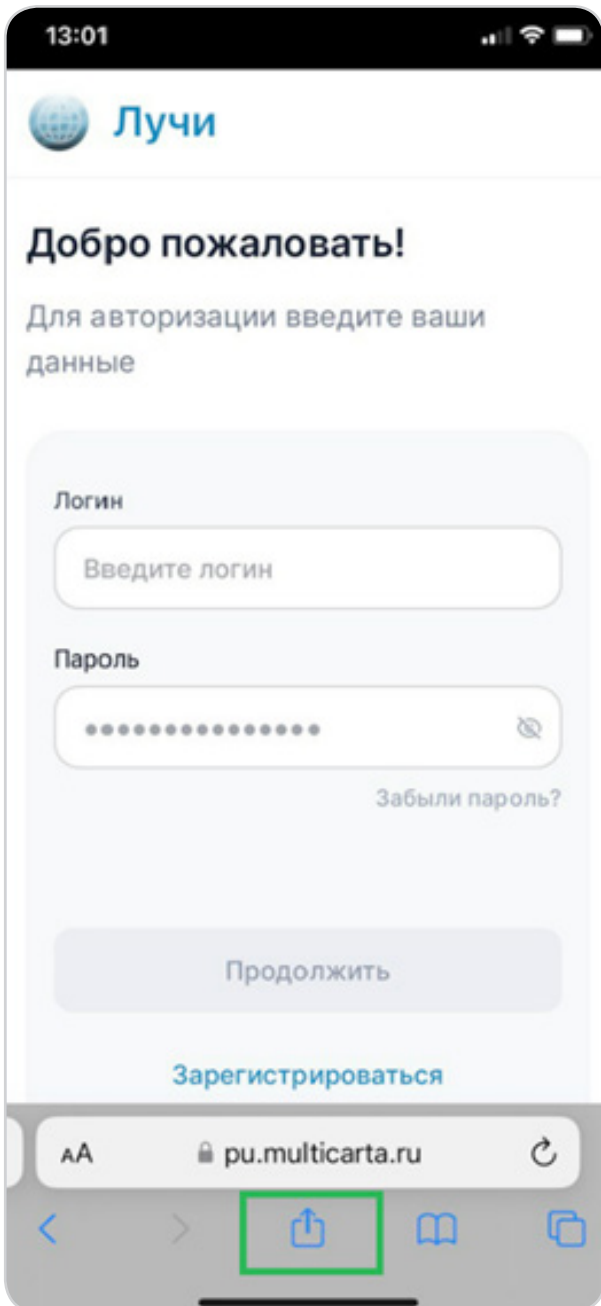 13:01
Лучи
Добро пожаловать!
Для авторизации введите ваши
данные
Логин
Введите логин
Пароль
•••••••••••••••
Забыли пароль?
Продолжить
Зарегистрироваться
AA pu.multicarta.ru